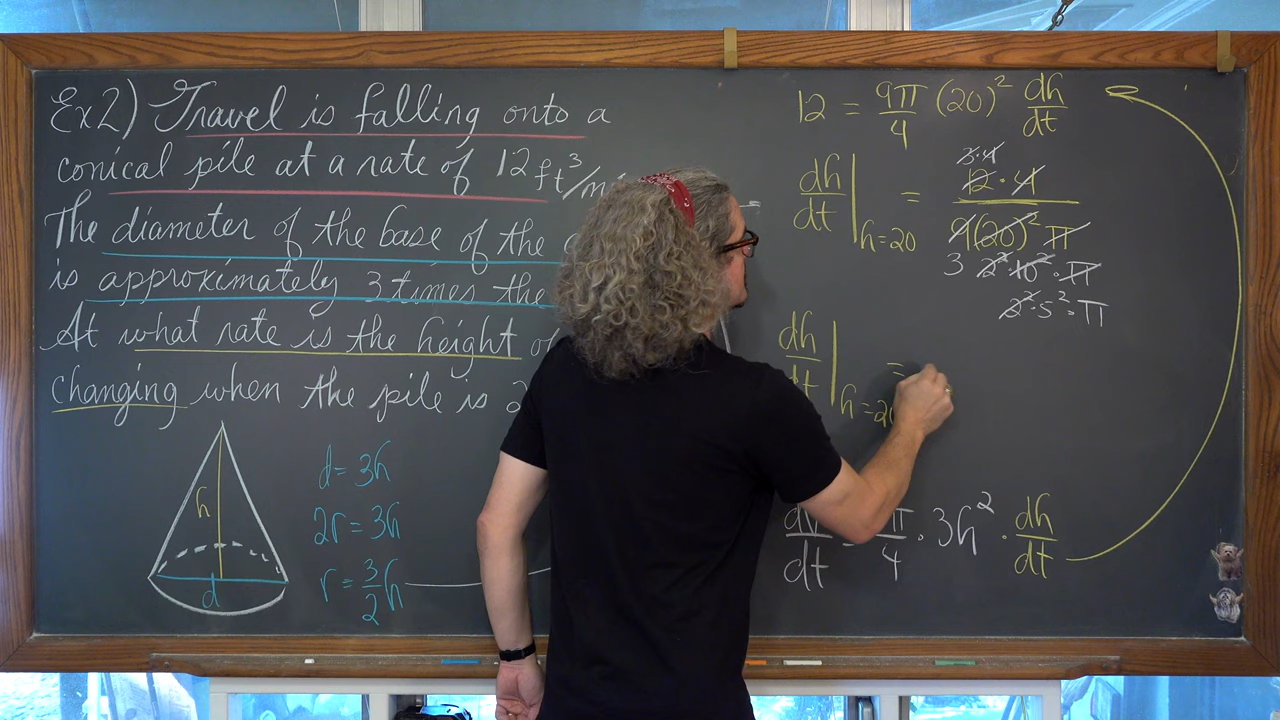 Ex2) Travel is falling onto a
conical pile at a rate of 12 ft³/mi
The diameter of the base of the
is approximately 3 times the
At what rate is the height o
changing when the pile is 2
h
d
d = 3h
2r = 3h
r = 3/2 h
12 = 9π/4 (20)² dh/dt
3·4
dh/dt | h=20 = 12·4 / 9(20)²π
3 2²·10²·π
2²·5²·π
dh/dt | h=20 =
dv/dt = π/4 · 3h² · dh/dt